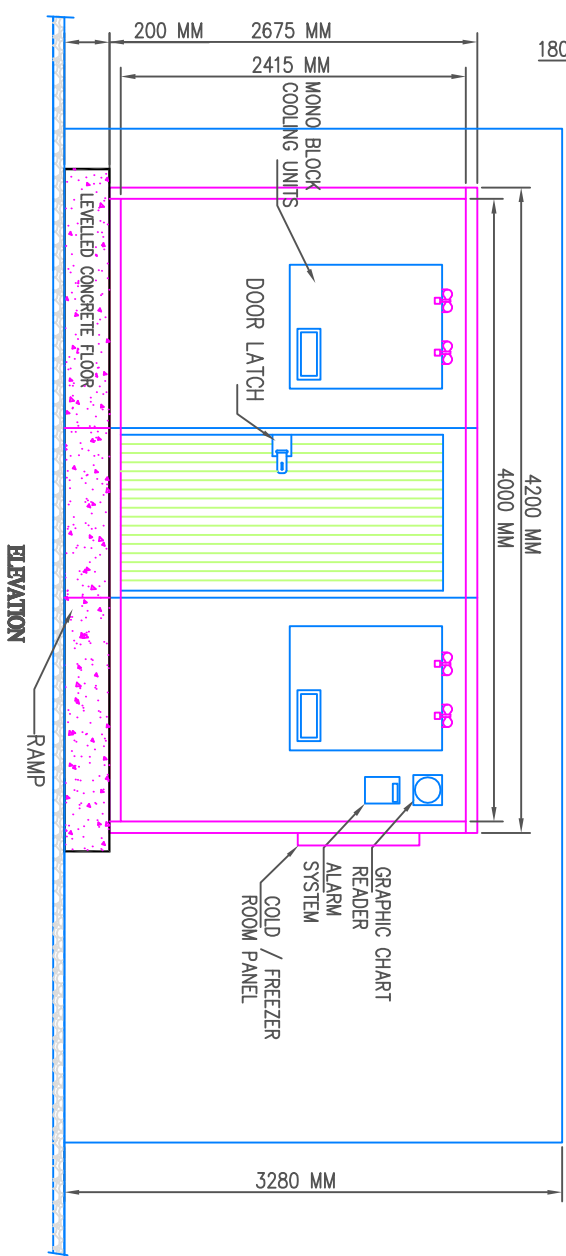 180
200 MM
2675 MM
2415 MM
MONO BLOCK
COOLING UNITS
LEVELLED CONCRETE FLOOR
DOOR LATCH
4200 MM
4000 MM
ELEVATION
RAMP
GRAPHIC CHART
READER
ALARM
SYSTEM
COLD / FREEZER
ROOM PANEL
3280 MM